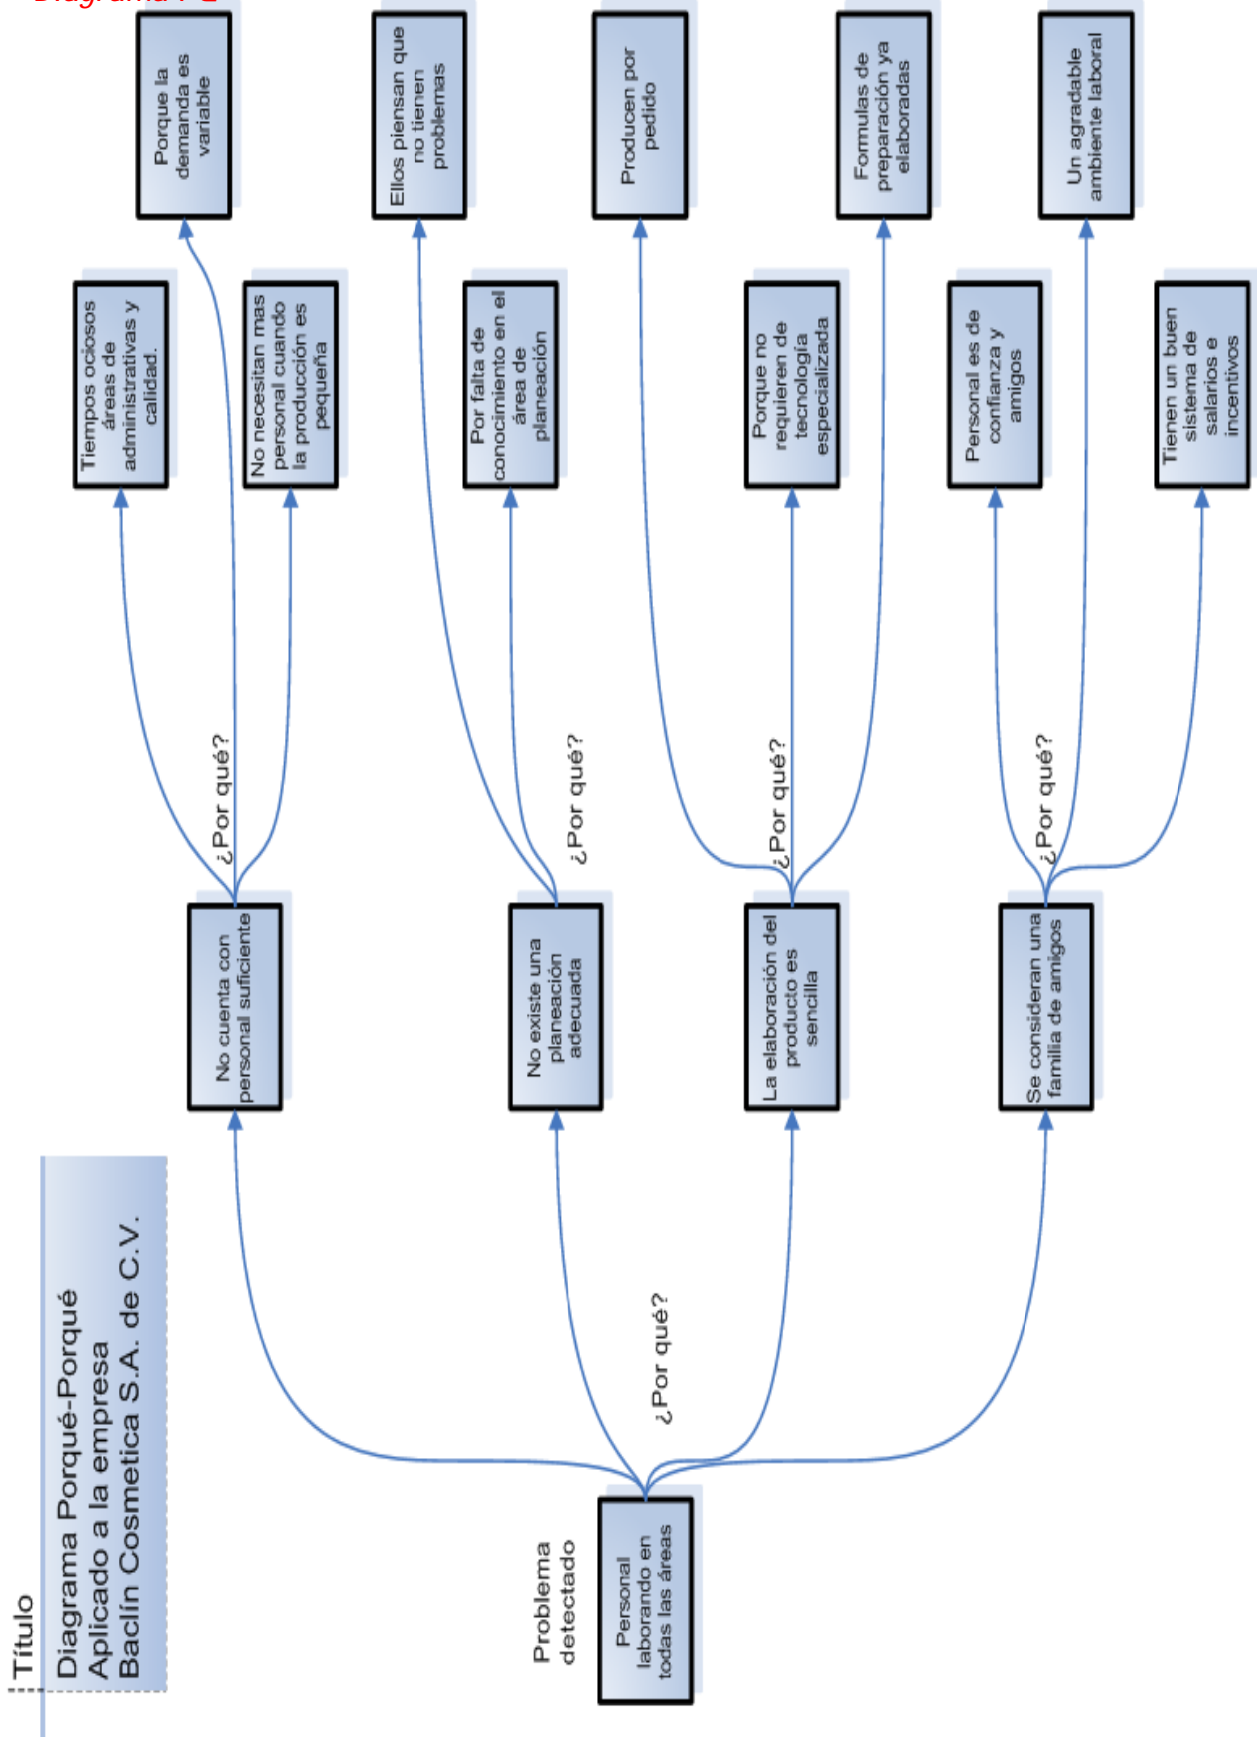 Título
Diagrama Porqué-Porqué
Aplicado a la empresa
Baclín Cosmetica S.A. de C.V.
Problema
detectado
Personal
laborando en
todas las áreas
¿Por qué?
No cuenta con
personal suficiente
¿Por qué?
Tiempos ociosos
áreas de
administrativas y
calidad.
Porque la
demanda es
variable
No necesitan mas
personal cuando
la producción es
pequeña
No existe una
planeación
adecuada
¿Por qué?
Ellos piensan que
no tienen
problemas
Por falta de
conocimiento en el
área de
planeación
La elaboración del
producto es
sencilla
¿Por qué?
Producen por
pedido
Porque no
requieren de
tecnología
especializada
Formulas de
preparación ya
elaboradas
Se consideran una
familia de amigos
¿Por qué?
Personal es de
confianza y
amigos
Un agradable
ambiente laboral
Tienen un buen
sistema de
salarios e
incentivos